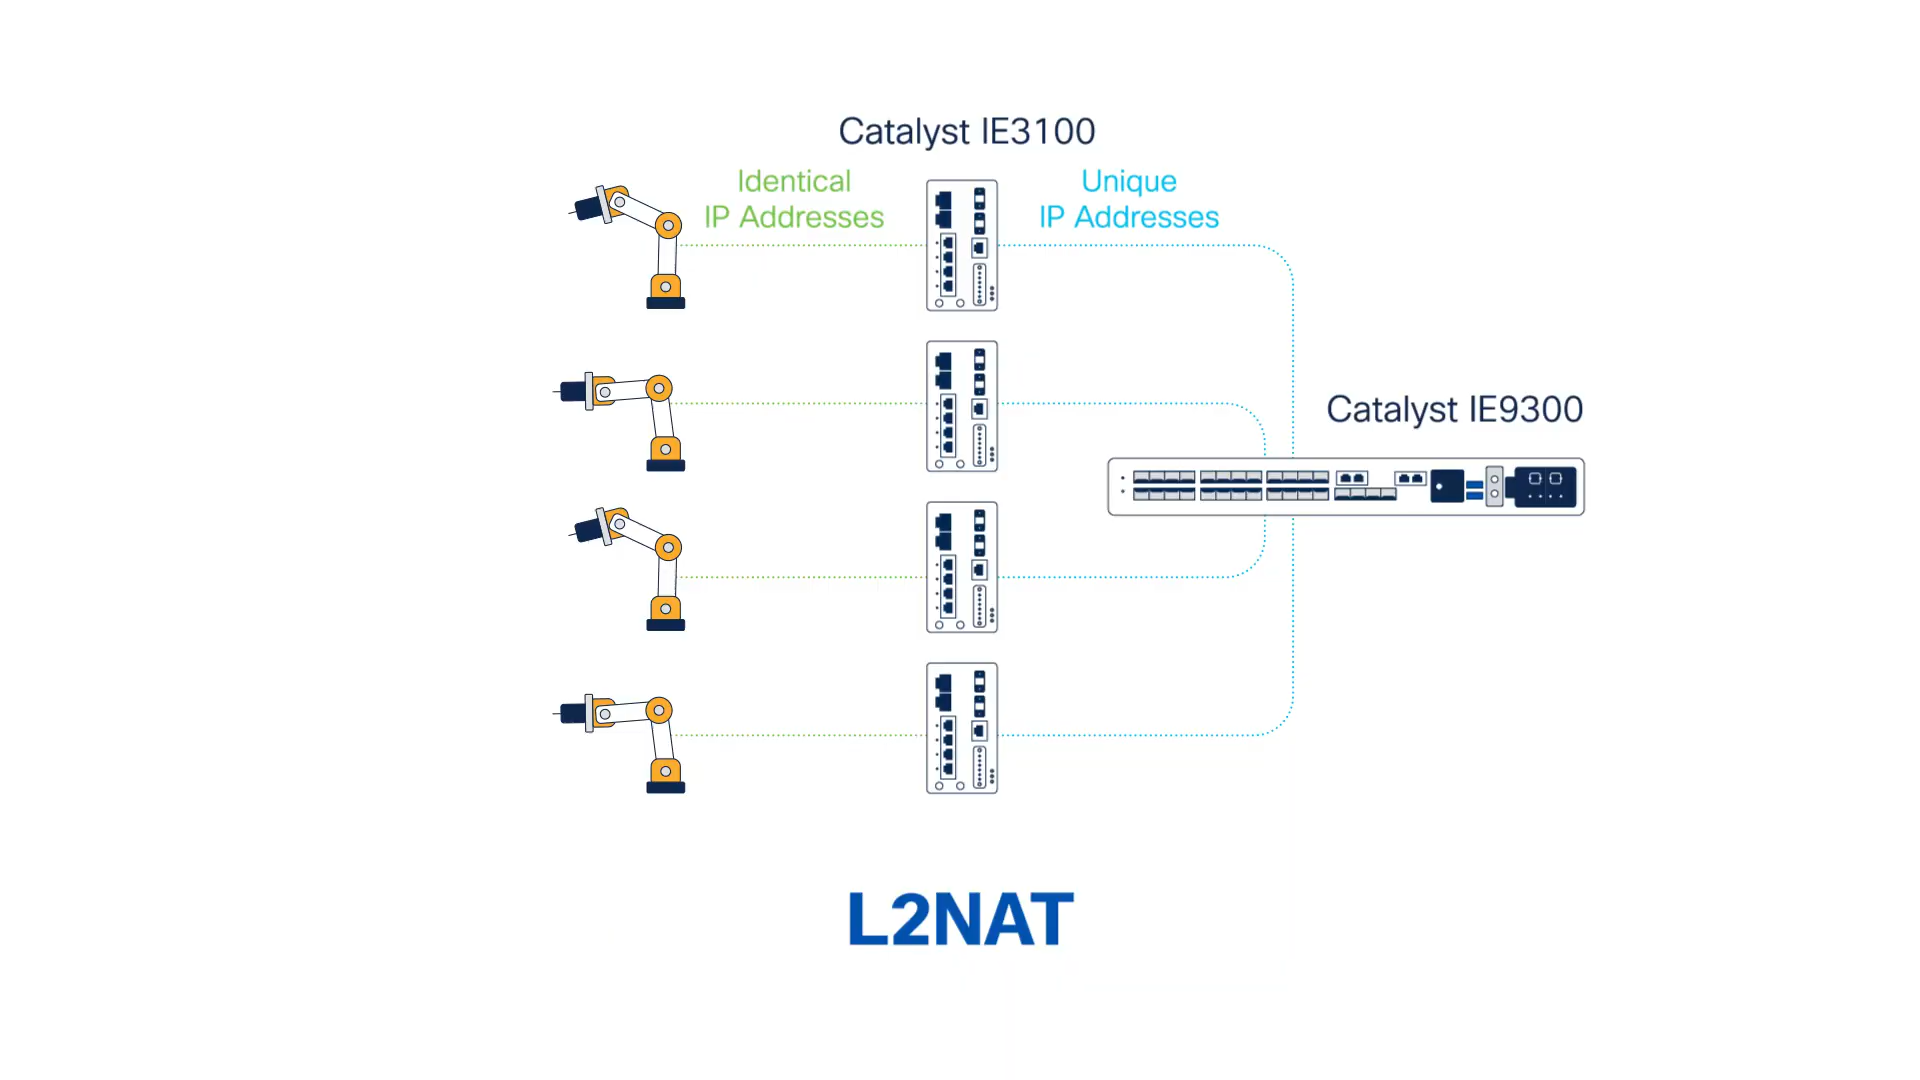 Catalyst IE3100
Identical
IP Addresses
Unique
IP Addresses
Catalyst IE9300
L2NAT